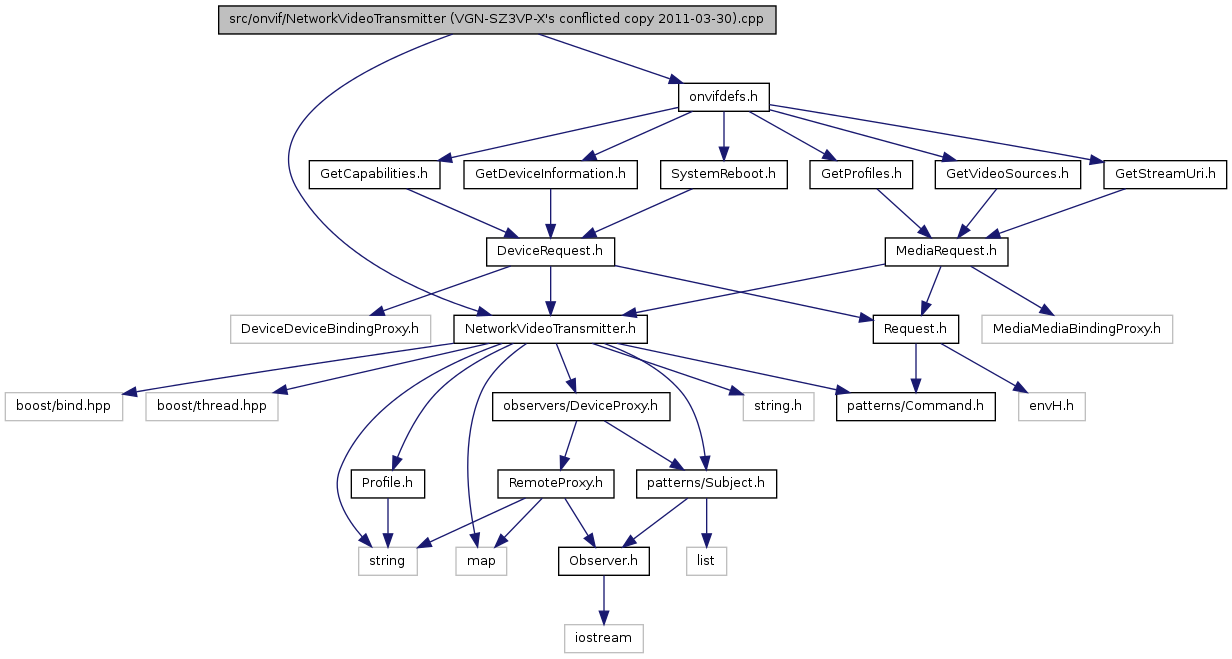 src/onvif/NetworkVideoTransmitter (VGN-SZ3VP-X's conflicted copy 2011-03-30).cpp
onvifdefs.h
GetCapabilities.h
GetDeviceInformation.h
SystemReboot.h
GetProfiles.h
GetVideoSources.h
GetStreamUri.h
DeviceRequest.h
MediaRequest.h
DeviceDeviceBindingProxy.h
NetworkVideoTransmitter.h
Request.h
MediaMediaBindingProxy.h
boost/bind.hpp
boost/thread.hpp
observers/DeviceProxy.h
string.h
patterns/Command.h
envH.h
Profile.h
RemoteProxy.h
patterns/Subject.h
string
map
Observer.h
list
iostream